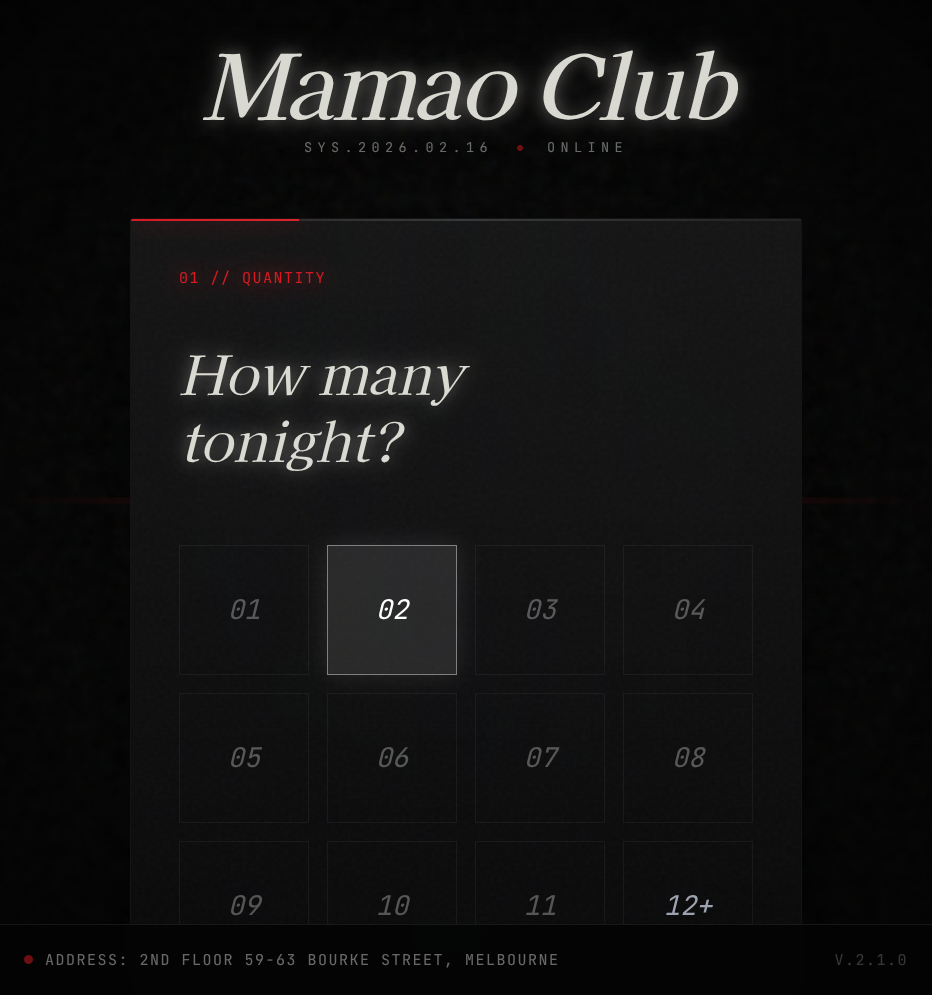 Mamao Club
SYS.2026.02.16 ● ONLINE
01 // QUANTITY
How many
tonight?
01 02 03 04
05 06 07 08
09 10 11 12+
ADDRESS: 2ND FLOOR 59-63 BOURKE STREET, MELBOURNE V.2.1.0